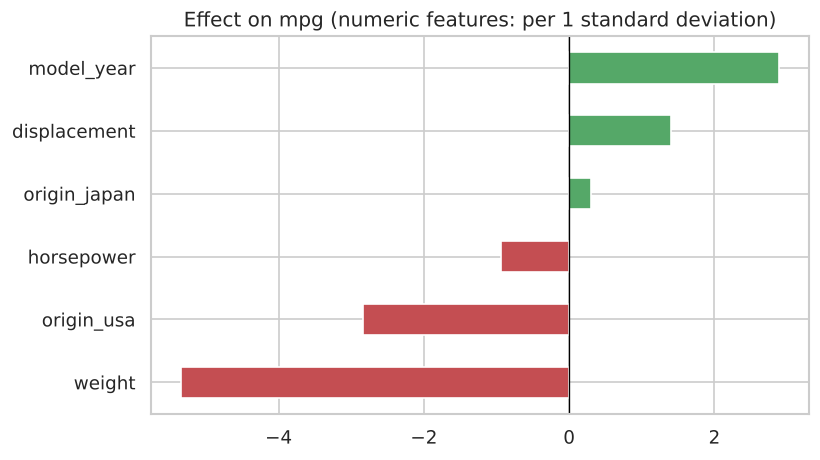 Effect on mpg (numeric features: per 1 standard deviation)
model_year
displacement
origin_japan
horsepower
origin_usa
weight
−4 −2 0 2